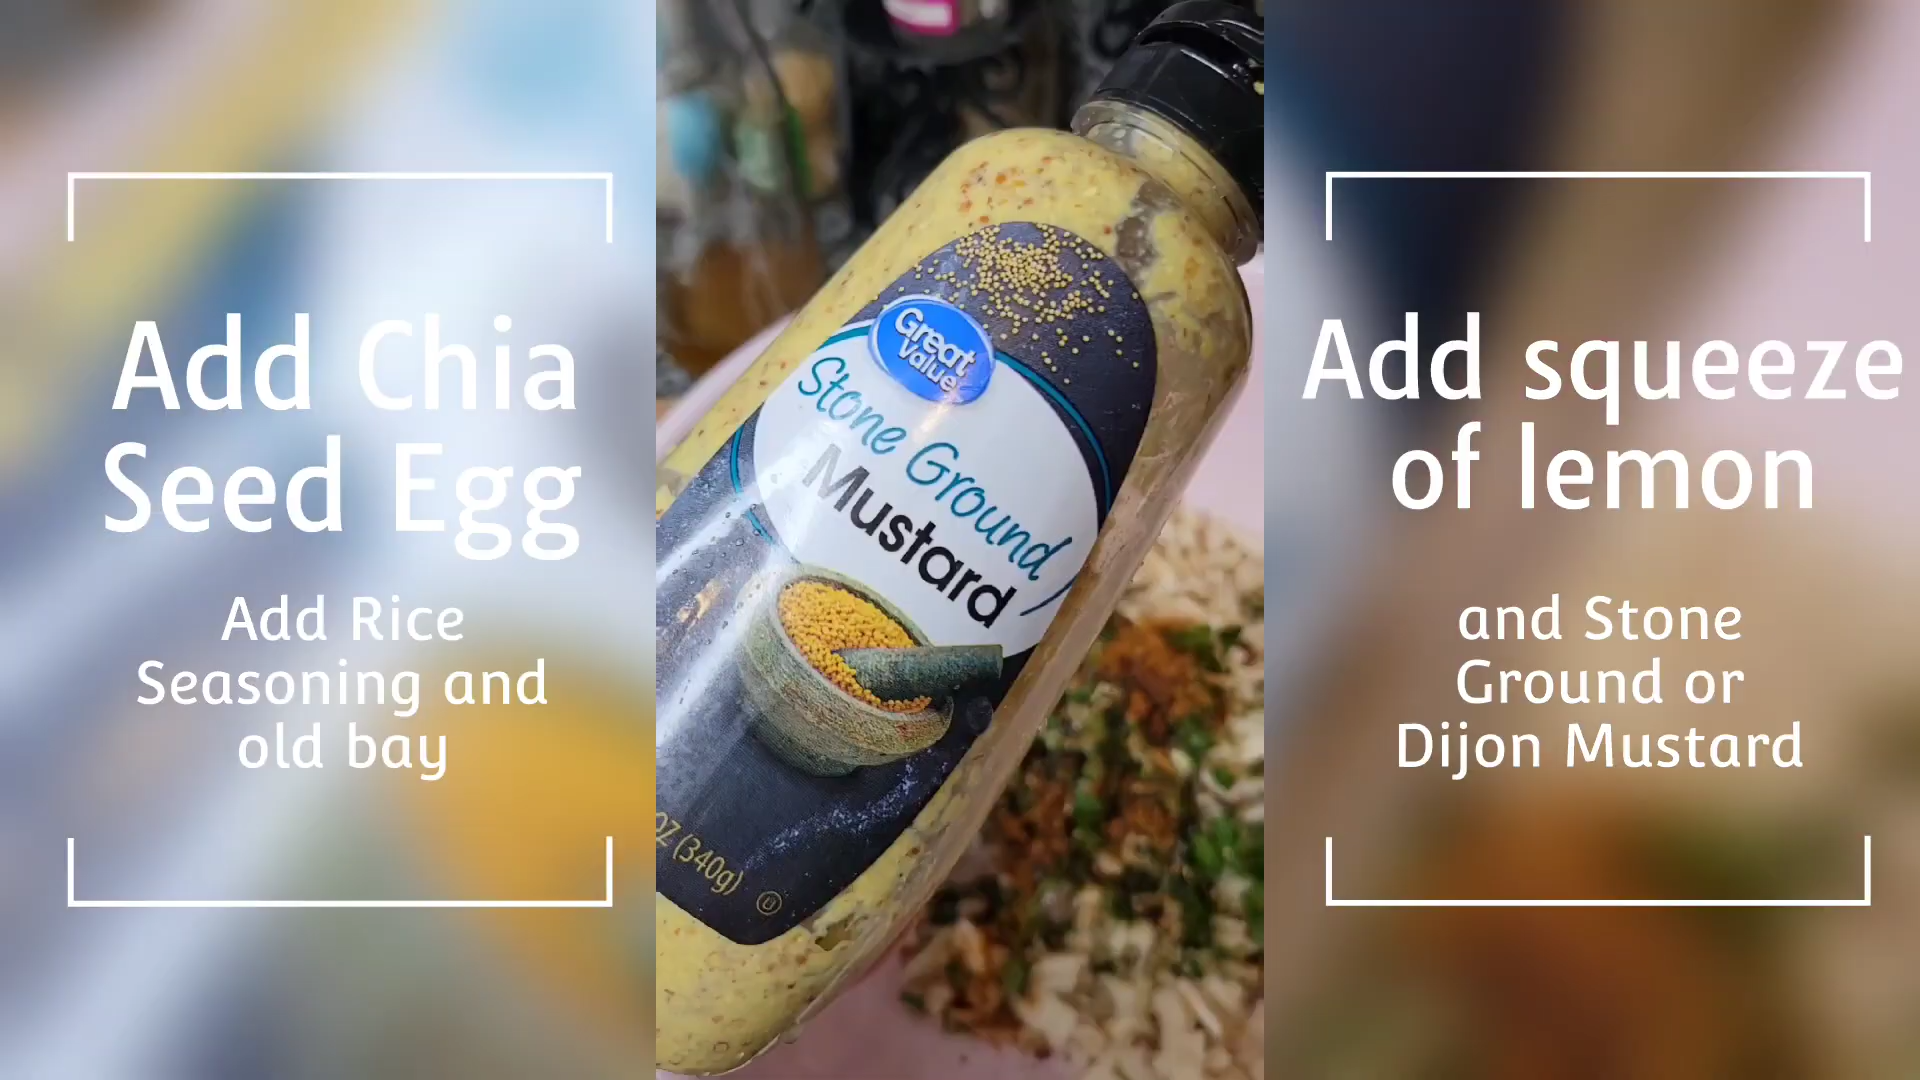 Add Chia
Seed Egg
Add Rice
Seasoning and
old bay
Great
Value
Stone Ground
Mustard
OZ (340g)
U
Add squeeze
of lemon
and Stone
Ground or
Dijon Mustard